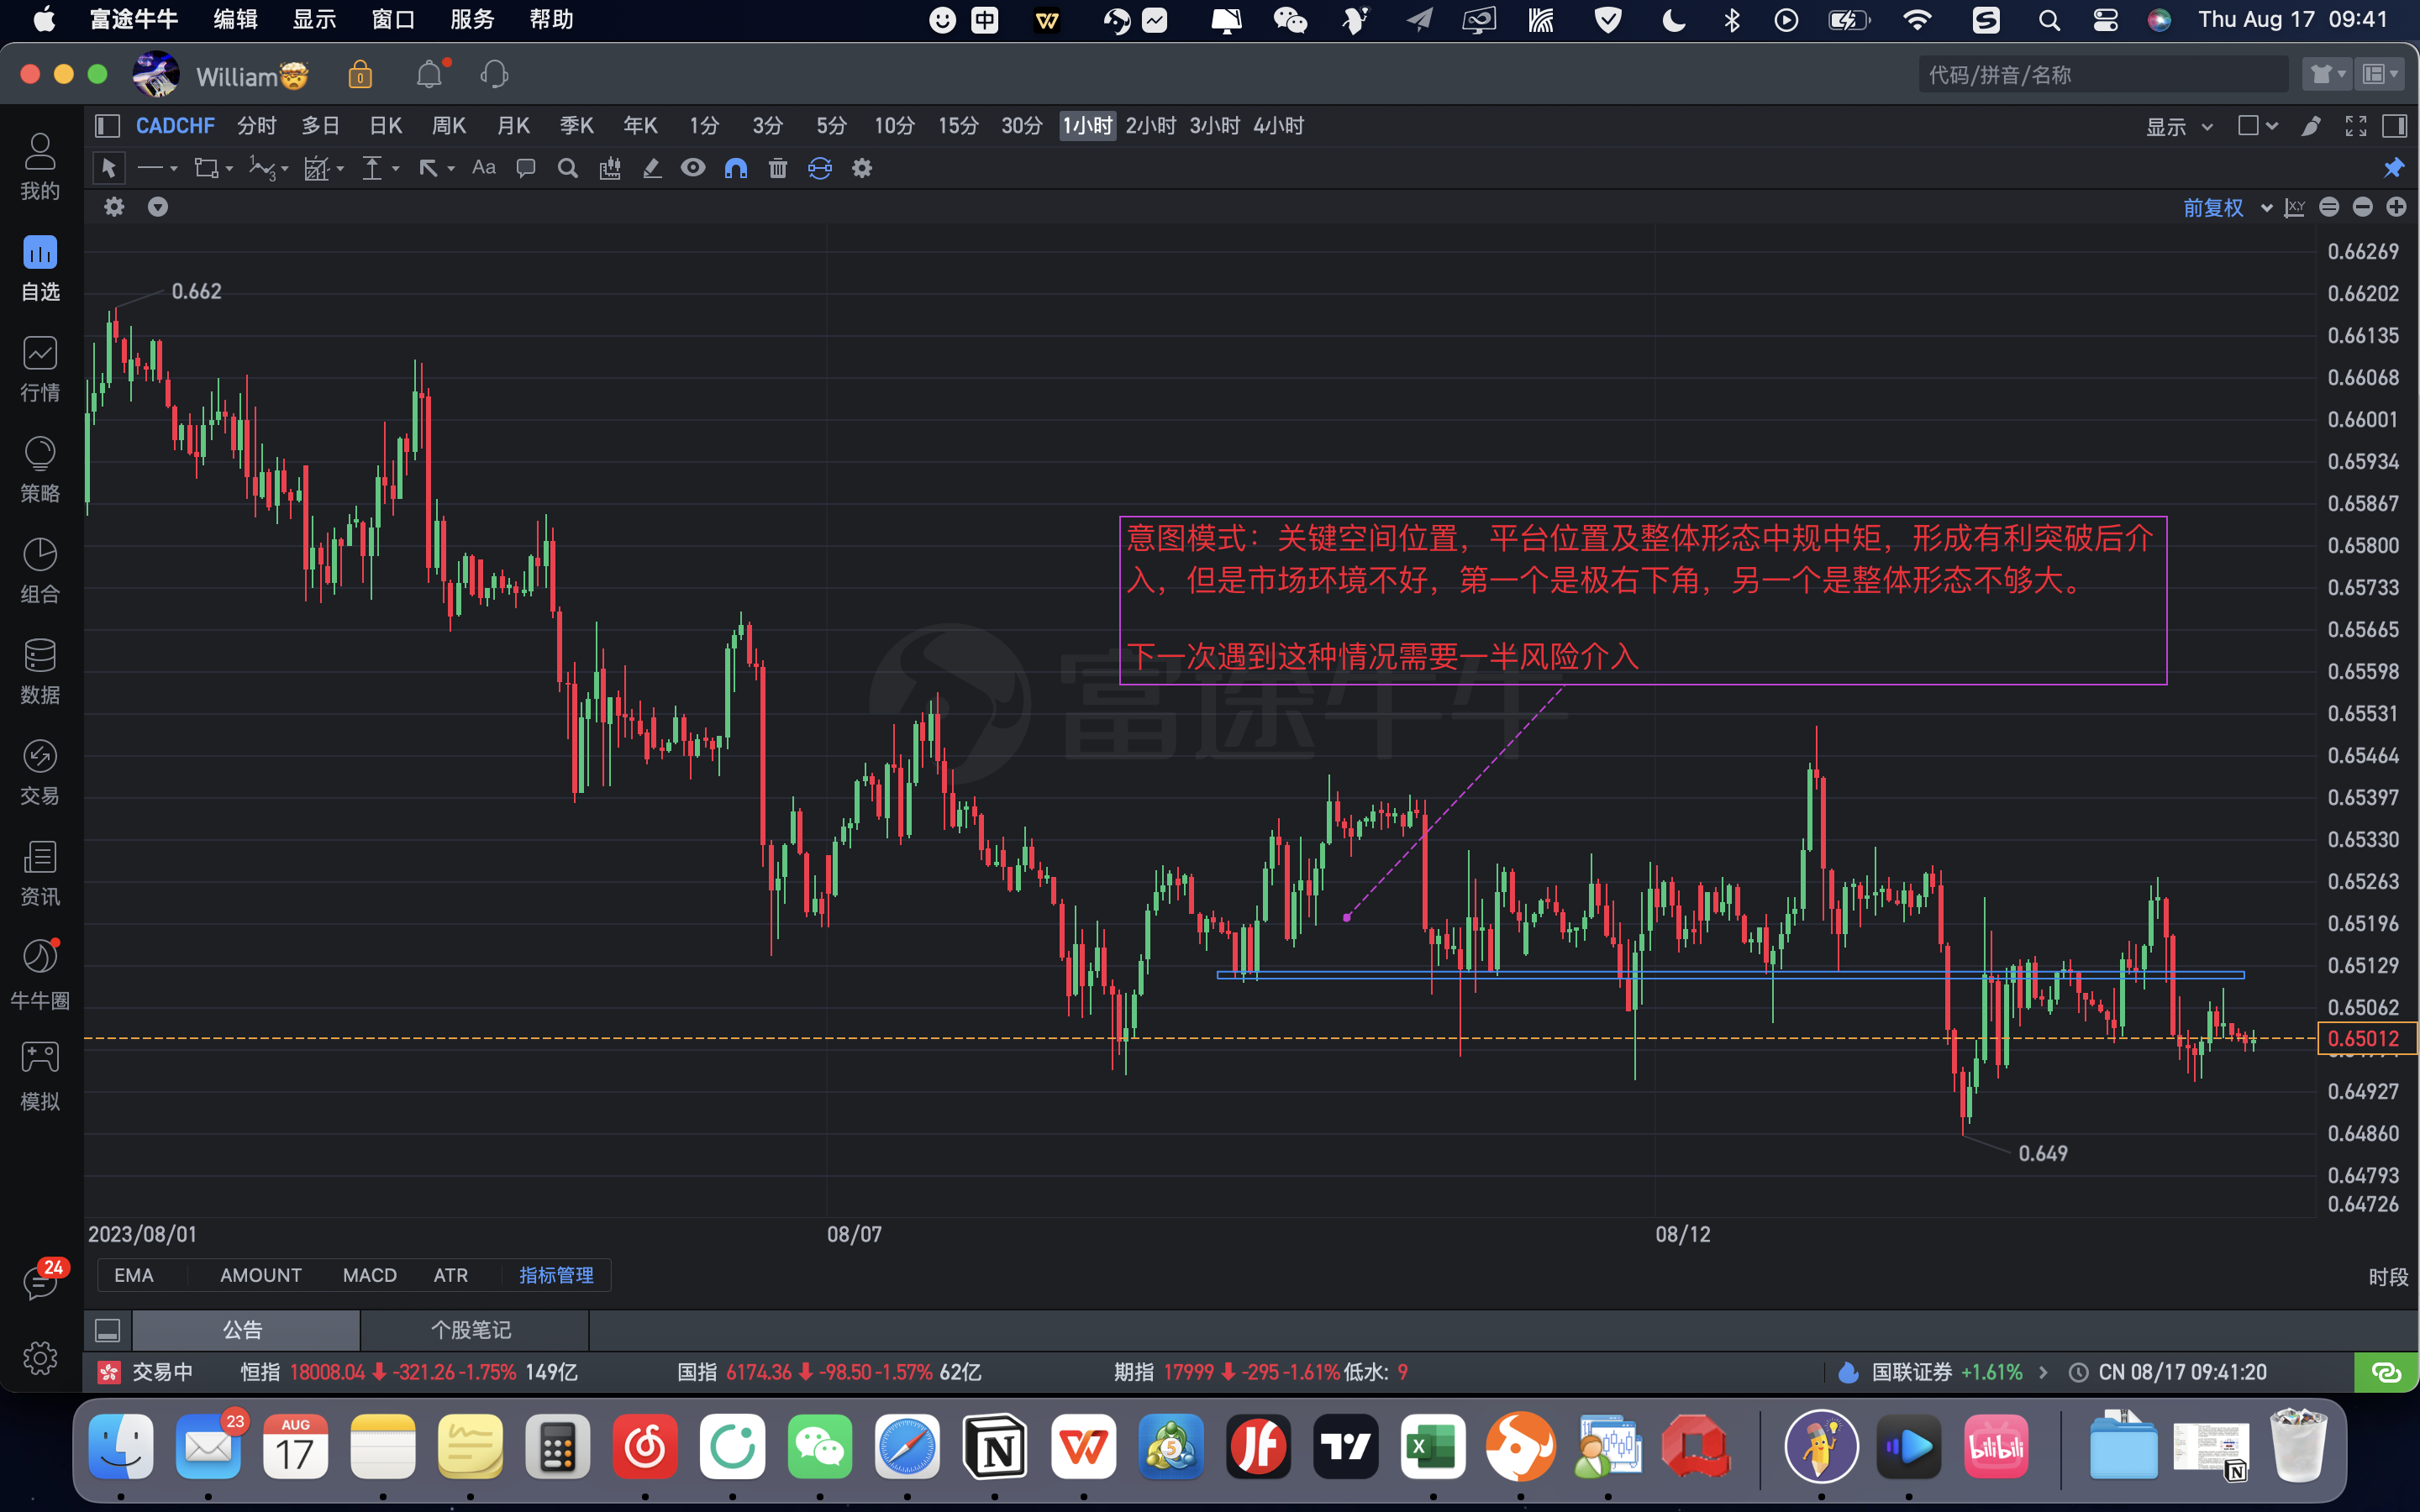 富途牛牛 编辑 显示 窗口 服务 帮助 中 Thu Aug 17 09:41
William 代码/拼音/名称
CADCHF 分时 多日 日K 周K 月K 季K 年K 1分 3分 5分 10分 15分 30分 1小时 2小时 3小时 4小时 显示
Aa
前复权 X,Y
我的
自选
行情
策略
组合
数据
交易
资讯
牛牛圈
模拟
24
0.662
意图模式：关键空间位置，平台位置及整体形态中规中矩，形成有利突破后介
入，但是市场环境不好，第一个是极右下角，另一个是整体形态不够大。
下一次遇到这种情况需要一半风险介入
富途牛牛
0.649
0.66269
0.66202
0.66135
0.66068
0.66001
0.65934
0.65867
0.65800
0.65733
0.65665
0.65598
0.65531
0.65464
0.65397
0.65330
0.65263
0.65196
0.65129
0.65062
0.65012
0.64927
0.64860
0.64793
0.64726
2023/08/01 08/07 08/12
EMA AMOUNT MACD ATR 指标管理 时段
公告 个股笔记
交易中 恒指 18008.04 -321.26 -1.75% 149亿 国指 6174.36 -98.50 -1.57% 62亿 期指 17999 -295 -1.61% 低水: 9 国联证券 +1.61% CN 08/17 09:41:20
23 AUG 17 5 bilibili